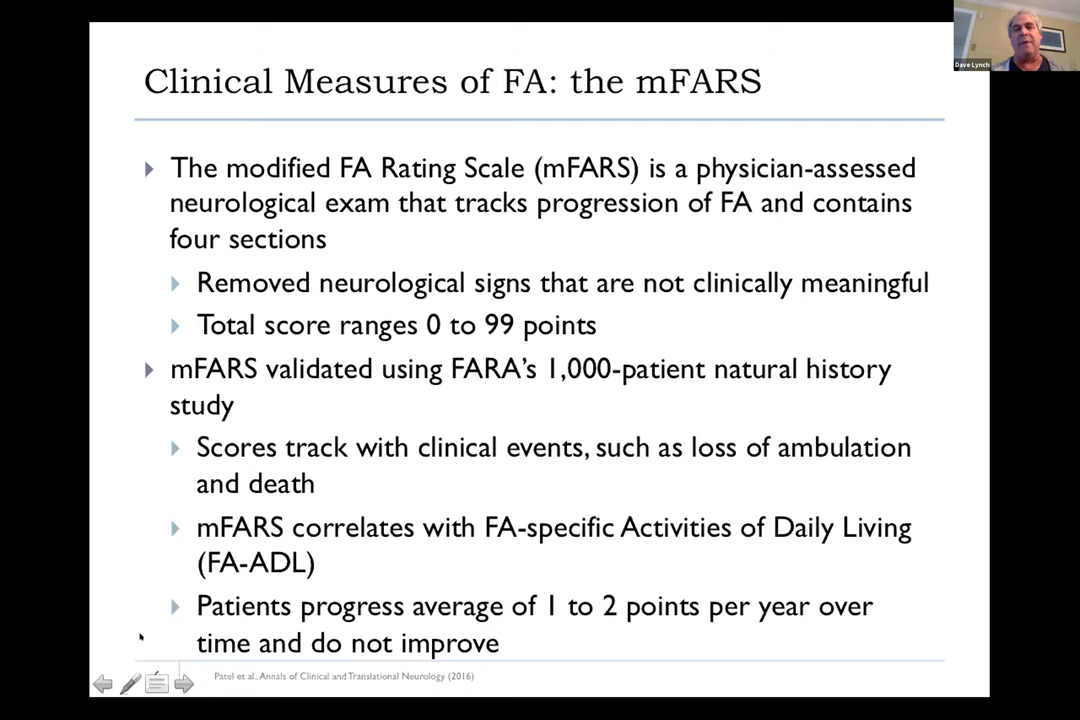 Clinical Measures of FA: the mFARS
The modified FA Rating Scale (mFARS) is a physician-assessed
neurological exam that tracks progression of FA and contains
four sections
Removed neurological signs that are not clinically meaningful
Total score ranges 0 to 99 points
mFARS validated using FARA's 1,000-patient natural history
study
Scores track with clinical events, such as loss of ambulation
and death
mFARS correlates with FA-specific Activities of Daily Living
(FA-ADL)
Patients progress average of 1 to 2 points per year over
time and do not improve
Patel et al., Annals of Clinical and Translational Neurology (2016)
Dave Lynch